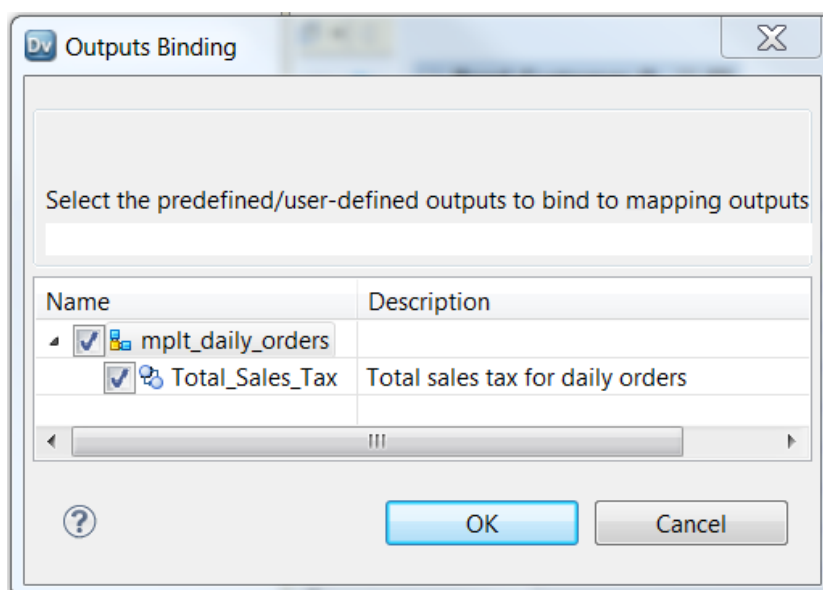 Dv Outputs Binding
Select the predefined/user-defined outputs to bind to mapping outputs
Name Description
mplt_daily_orders
Total_Sales_Tax Total sales tax for daily orders
? OK Cancel